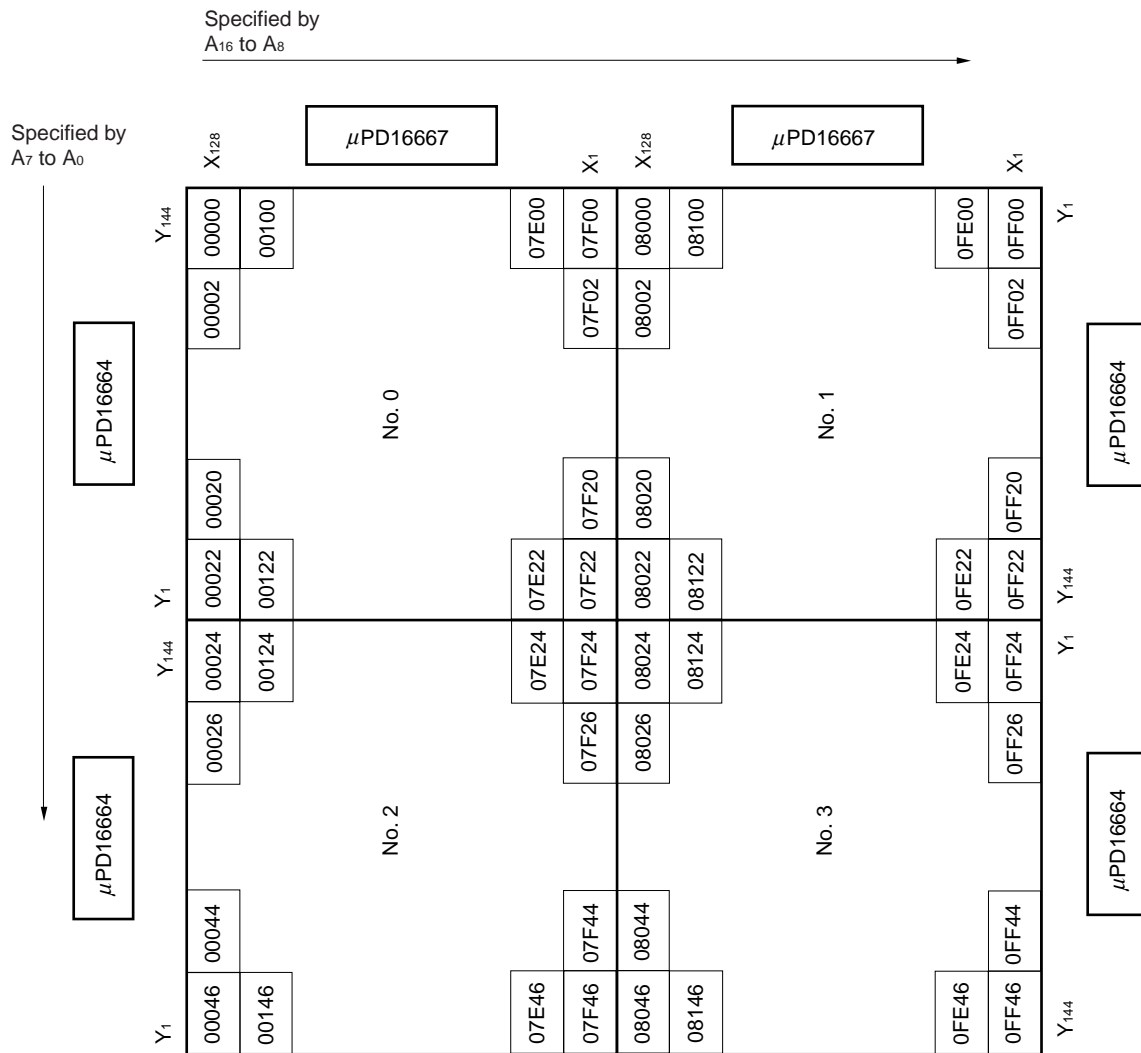 Specified by
A16 to A8
Specified by
A7 to A0
μPD16667
μPD16667
X128
X1
X128
X1
Y144
00000
00100
07E00
07F00
08000
08100
0FE00
0FF00
Y1
00002
07F02
08002
0FF02
μPD16664
No. 0
No. 1
μPD16664
00020
07F20
08020
0FF20
Y1
00022
00122
07E22
07F22
08022
08122
0FE22
0FF22
Y144
Y144
00024
00124
07E24
07F24
08024
08124
0FE24
0FF24
Y1
00026
07F26
08026
0FF26
μPD16664
No. 2
No. 3
μPD16664
00044
07F44
08044
0FF44
Y1
00046
00146
07E46
07F46
08046
08146
0FE46
0FF46
Y144